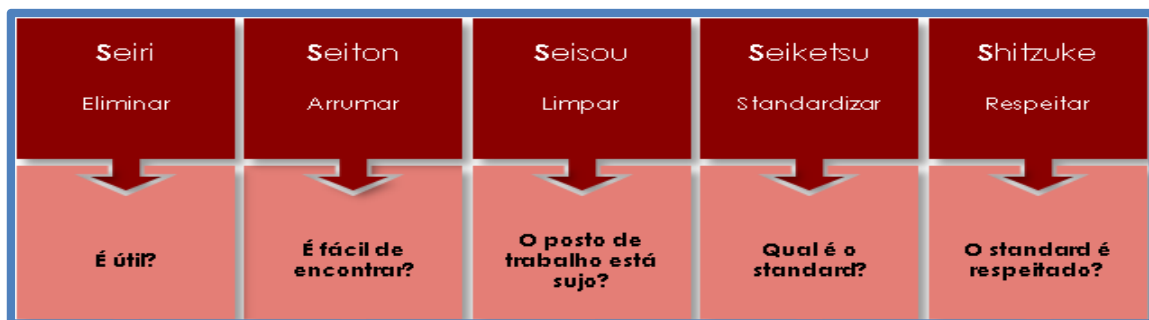 Seiri
Eliminar
Seiton
Arrumar
Seisou
Limpar
Seiketsu
Standardizar
Shitzuke
Respeitar
É útil?
É fácil de
encontrar?
O posto de
trabalho está
sujo?
Qual é o
standard?
O standard é
respeitado?